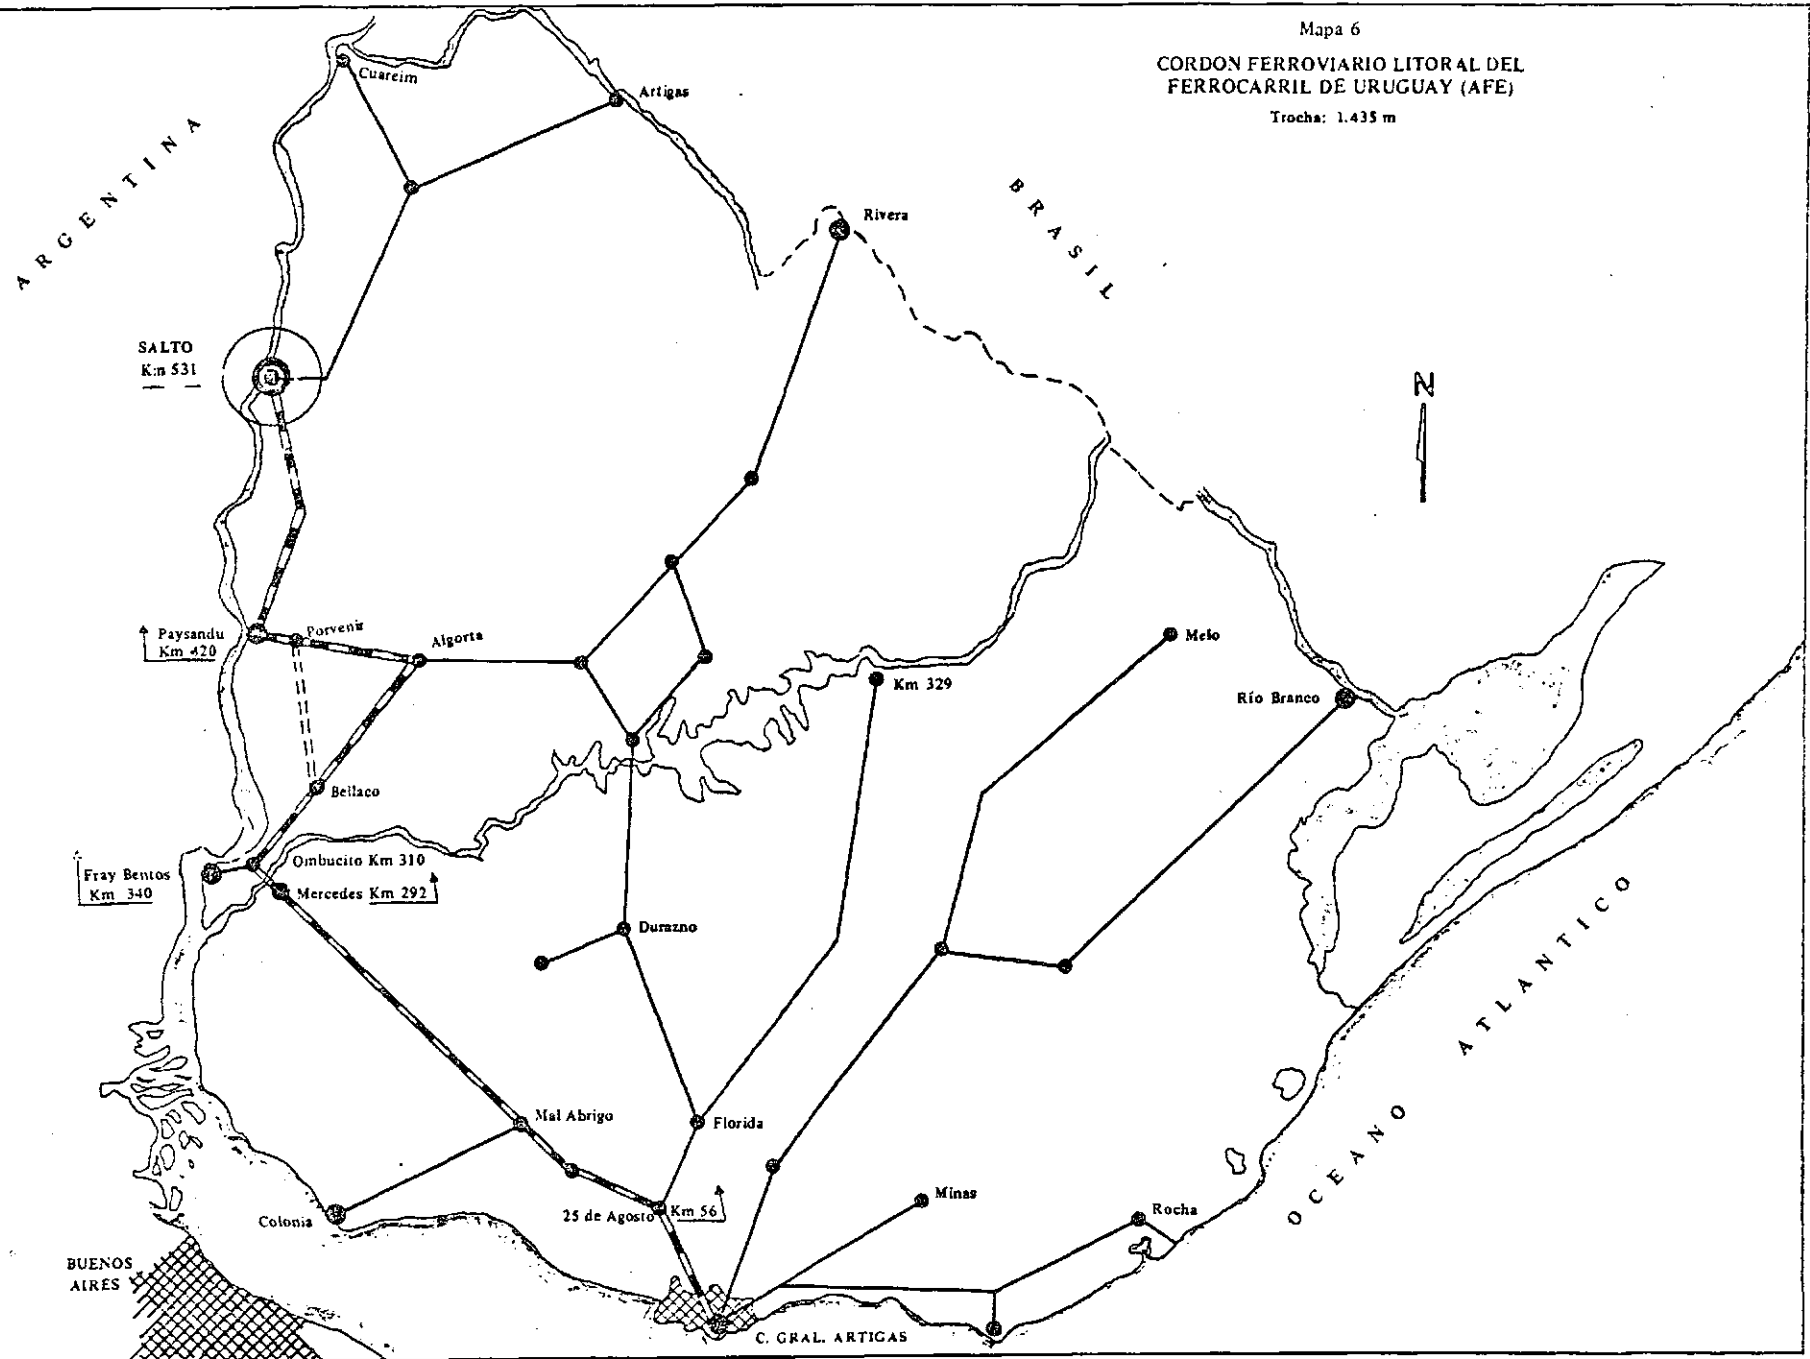 Mapa 6
CORDON FERROVIARIO LITORAL DEL
FERROCARRIL DE URUGUAY (AFE)
Trocha: 1.435 m
Cuareim
Artigas
ARGENTINA
BRASIL
Rivera
SALTO
Km 531
N
Paysandu
Km 420
Porvenir
Algorta
Melo
Km 329
Río Branco
Bellaco
Ombucito Km 310
Fray Bentos
Km 340
Mercedes Km 292
Durazno
OCEANO ATLANTICO
Mal Abrigo
Florida
Minas
Rocha
Colonia
25 de Agosto
Km 56
BUENOS
AIRES
C. GRAL. ARTIGAS